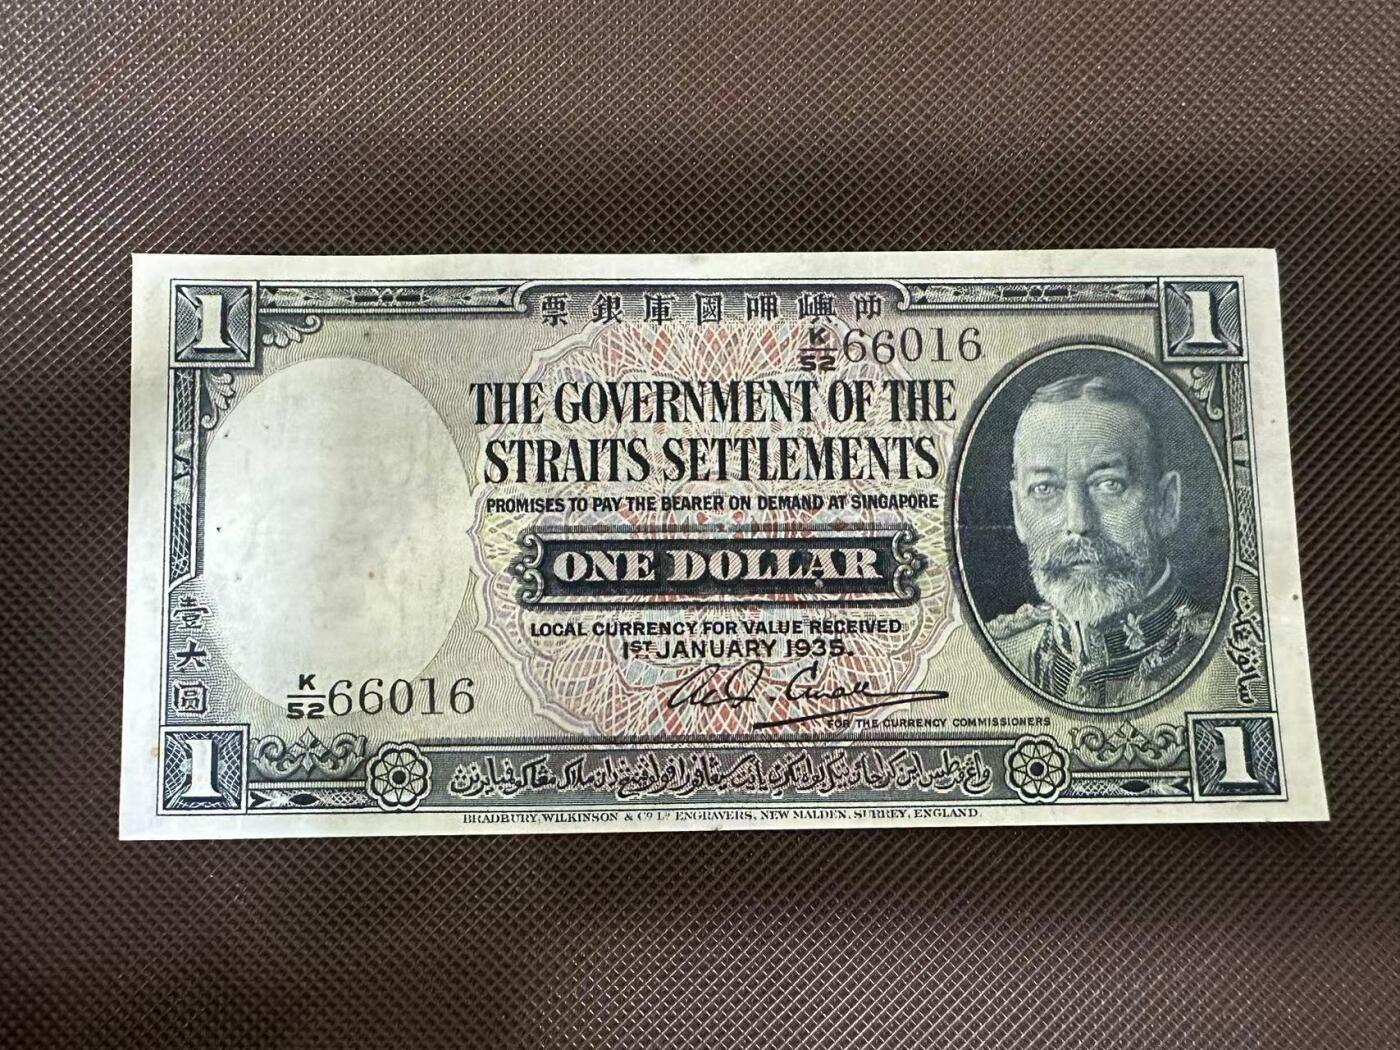 1
1
票銀庫國呷嶼叻
K/52 66016
THE GOVERNMENT OF THE
STRAITS SETTLEMENTS
PROMISES TO PAY THE BEARER ON DEMAND AT SINGAPORE
ONE DOLLAR
LOCAL CURRENCY FOR VALUE RECEIVED
1ST JANUARY 1935.
壹大圓
K/52 66016
FOR THE CURRENCY COMMISSIONERS
1
1
BRADBURY, WILKINSON & Co. Ld. ENGRAVERS, NEW MALDEN, SURREY, ENGLAND.